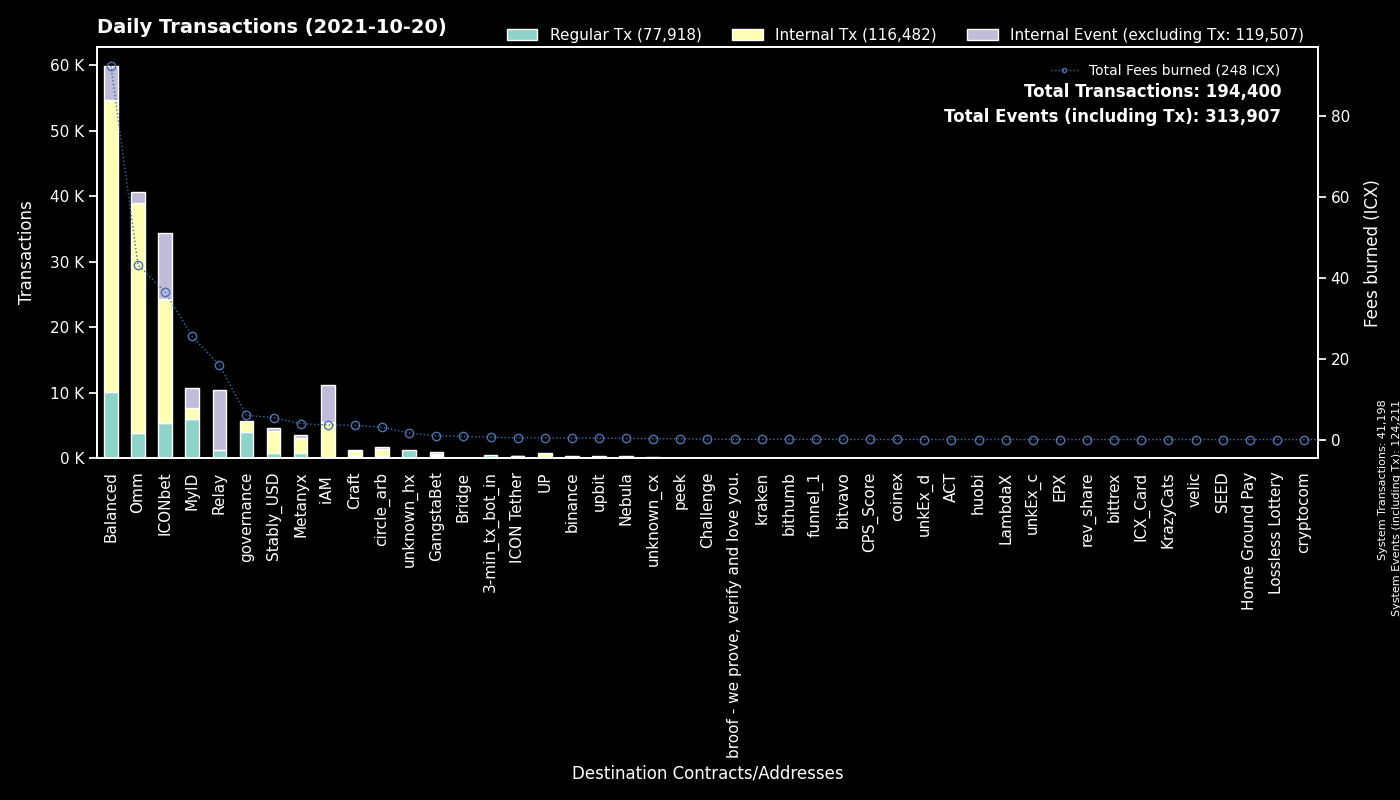 Daily Transactions (2021-10-20)
Regular Tx (77,918)
Internal Tx (116,482)
Internal Event (excluding Tx: 119,507)
Total Fees burned (248 ICX)
Total Transactions: 194,400
Total Events (including Tx): 313,907
60 K
50 K
40 K
30 K
20 K
10 K
0 K
Transactions
80
60
40
20
0
Fees burned (ICX)
System Transactions: 41,198
System Events (including Tx): 124,211
Balanced
Omm
ICONbet
MyID
Relay
governance
Stably_USD
Metanyx
iAM
Craft
circle_arb
unknown_hx
GangstaBet
Bridge
3-min_tx_bot_in
ICON Tether
UP
binance
upbit
Nebula
unknown_cx
peek
Challenge
broof - we prove, verify and love you.
kraken
bithumb
funnel_1
bitvavo
CPS_Score
coinex
unkEx_d
ACT
huobi
LambdaX
unkEx_c
EPX
rev_share
bittrex
ICX_Card
KrazyCats
velic
SEED
Home Ground Pay
Lossless Lottery
cryptocom
Destination Contracts/Addresses